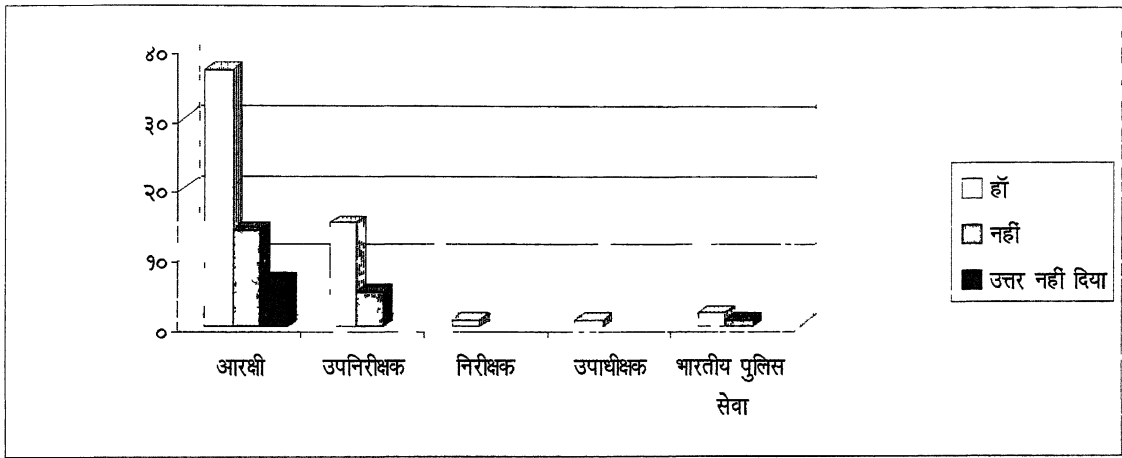 ४०
३०
२०
१०
०
आरक्षी
उपनिरीक्षक
निरीक्षक
उपाधीक्षक
भारतीय पुलिस
सेवा
हॉ
नहीं
उत्तर नहीं दिया